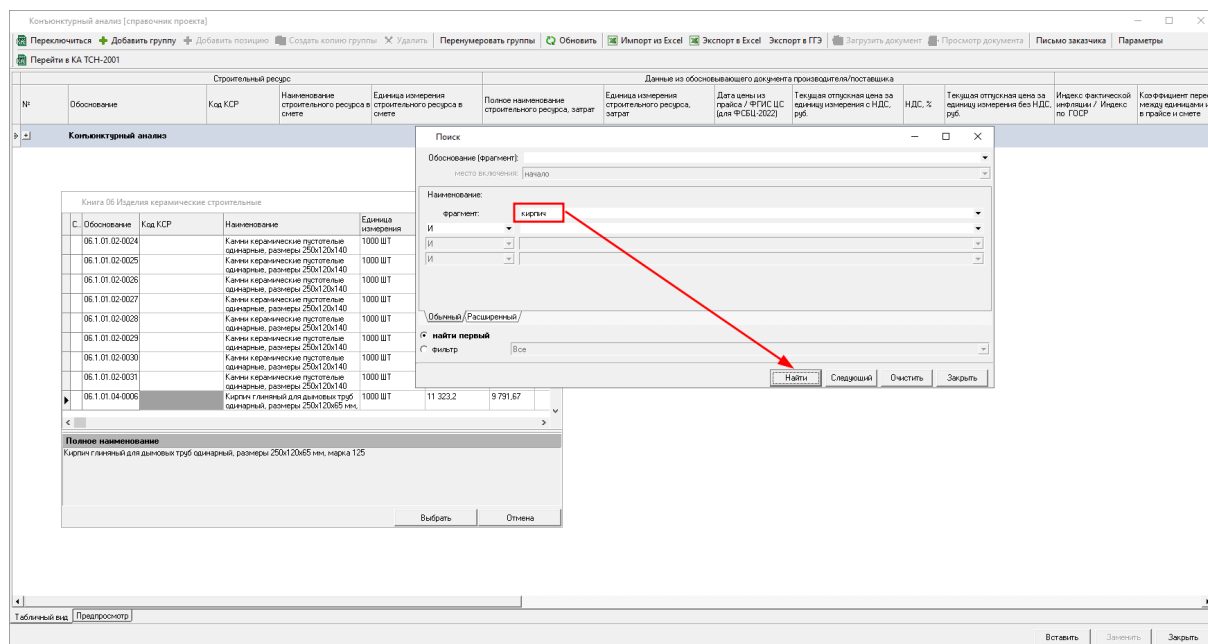 Конъюнктурный анализ [справочник проекта]
Переключиться Добавить группу Добавить позицию Создать копию группы Удалить Перенумеровать группы Обновить Импорт из Excel Экспорт в Excel Экспорт в ГГЭ Загрузить документ Просмотр документа Письмо заказчика Параметры
Перейти в КА ТСН-2001
Строительный ресурс Данные из обосновывающего документа производителя/поставщика
№ Обоснование Код КСР Наименование строительного ресурса в смете Единица измерения строительного ресурса в смете Полное наименование строительного ресурса, затрат Единица измерения строительного ресурса, затрат Дата цены из прайса / ФГИС ЦС (для ФСБЦ-2022) Текущая отпускная цена за единицу измерения с НДС, руб. НДС, % Текущая отпускная цена за единицу измерения без НДС, руб. Индекс фактической инфляции / Индекс по ГОСР Коэффициент пере между единицами и в прайсе и смете
Конъюнктурный анализ
Поиск
Обоснование (фрагмент):
место включения: начало
Наименование:
фрагмент: кирпич
И
И
И
Обычный Расширенный
найти первый
фильтр Все
Найти Следующий Очистить Закрыть
Книга 06 Изделия керамические строительные
С.. Обоснование Код КСР Наименование Единица измерения
06.1.01.02-0024 Камни керамические пустотелые одинарные, размеры 250х120х140 1000 ШТ
06.1.01.02-0025 Камни керамические пустотелые одинарные, размеры 250х120х140 1000 ШТ
06.1.01.02-0026 Камни керамические пустотелые одинарные, размеры 250х120х140 1000 ШТ
06.1.01.02-0027 Камни керамические пустотелые одинарные, размеры 250х120х140 1000 ШТ
06.1.01.02-0028 Камни керамические пустотелые одинарные, размеры 250х120х140 1000 ШТ
06.1.01.02-0029 Камни керамические пустотелые одинарные, размеры 250х120х140 1000 ШТ
06.1.01.02-0030 Камни керамические пустотелые одинарные, размеры 250х120х140 1000 ШТ
06.1.01.02-0031 Камни керамические пустотелые одинарные, размеры 250х120х140 1000 ШТ
06.1.01.04-0006 Кирпич глиняный для дымовых труб одинарный, размеры 250х120х65 мм, 1000 ШТ 11 323,2 9 791,67
Полное наименование
Кирпич глиняный для дымовых труб одинарный, размеры 250х120х65 мм, марка 125
Выбрать Отмена
Табличный вид Предпросмотр
Вставить Заменить Закрыть